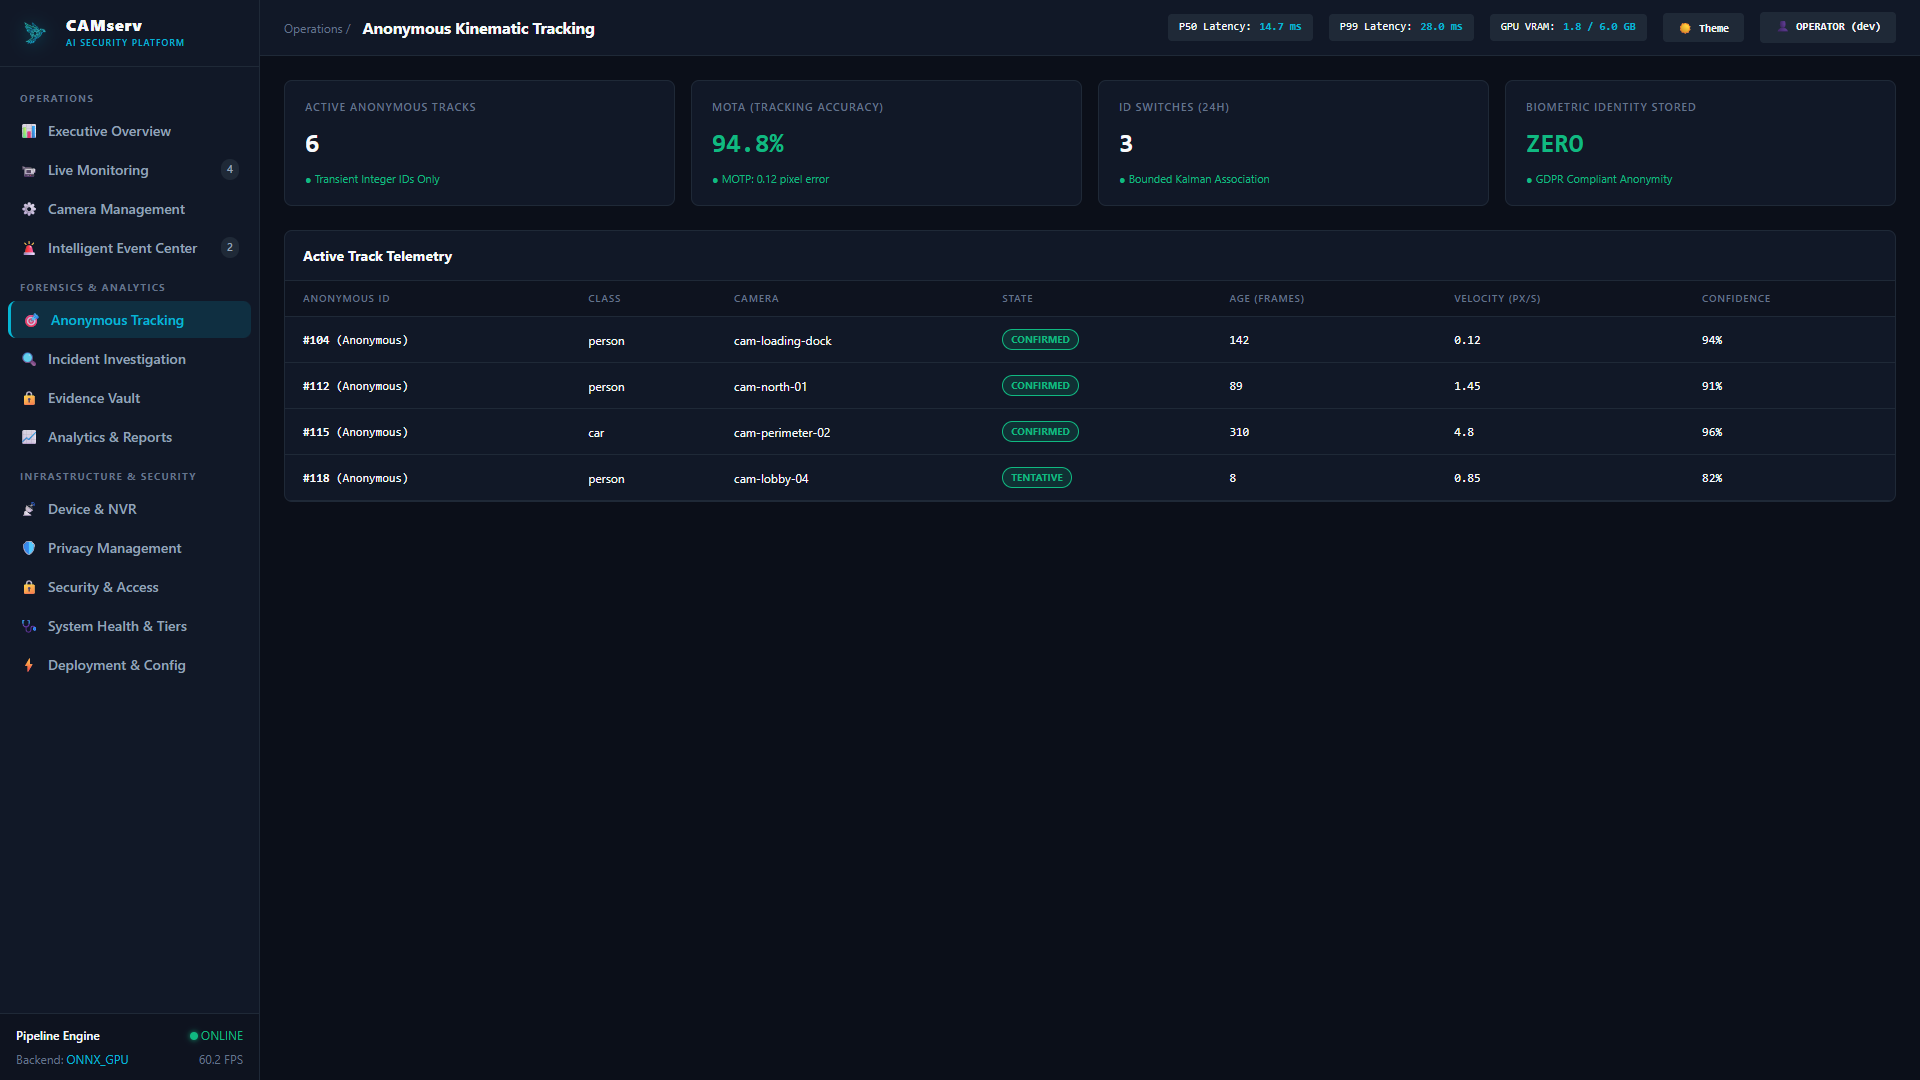 CAMserv
AI SECURITY PLATFORM
OPERATIONS
Executive Overview
Live Monitoring 4
Camera Management
Intelligent Event Center 2
FORENSICS & ANALYTICS
Anonymous Tracking
Incident Investigation
Evidence Vault
Analytics & Reports
INFRASTRUCTURE & SECURITY
Device & NVR
Privacy Management
Security & Access
System Health & Tiers
Deployment & Config
Pipeline Engine ONLINE
Backend: ONNX_GPU 60.2 FPS
Operations / Anonymous Kinematic Tracking
P50 Latency: 14.7 ms
P99 Latency: 28.0 ms
GPU VRAM: 1.8 / 6.0 GB
Theme
OPERATOR (dev)
ACTIVE ANONYMOUS TRACKS
6
● Transient Integer IDs Only
MOTA (TRACKING ACCURACY)
94.8%
● MOTP: 0.12 pixel error
ID SWITCHES (24H)
3
● Bounded Kalman Association
BIOMETRIC IDENTITY STORED
ZERO
● GDPR Compliant Anonymity
Active Track Telemetry
ANONYMOUS ID CLASS CAMERA STATE AGE (FRAMES) VELOCITY (PX/S) CONFIDENCE
#104 (Anonymous) person cam-loading-dock CONFIRMED 142 0.12 94%
#112 (Anonymous) person cam-north-01 CONFIRMED 89 1.45 91%
#115 (Anonymous) car cam-perimeter-02 CONFIRMED 310 4.8 96%
#118 (Anonymous) person cam-lobby-04 TENTATIVE 8 0.85 82%